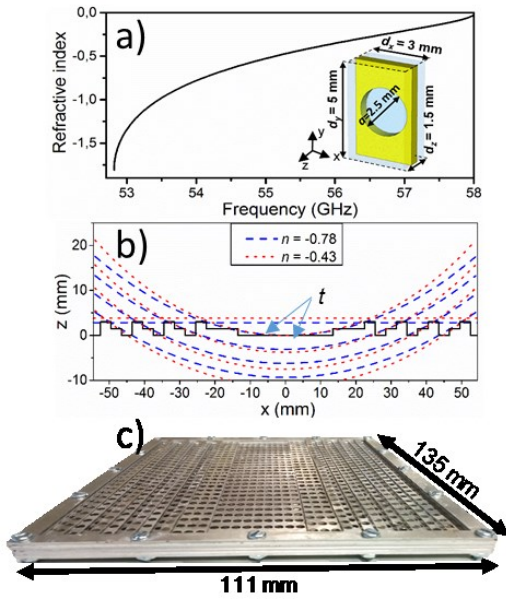 a)
Refractive index
0,0
-0,5
-1,0
-1,5
53
54
55
56
57
58
Frequency (GHz)
dx = 3 mm
dy = 5 mm
a=2.5 mm
dz = 1.5 mm
y
x
z
b)
n = -0.78
n = -0.43
t
z (mm)
20
10
0
-10
-50
-40
-30
-20
-10
0
10
20
30
40
50
x (mm)
c)
135 mm
111 mm